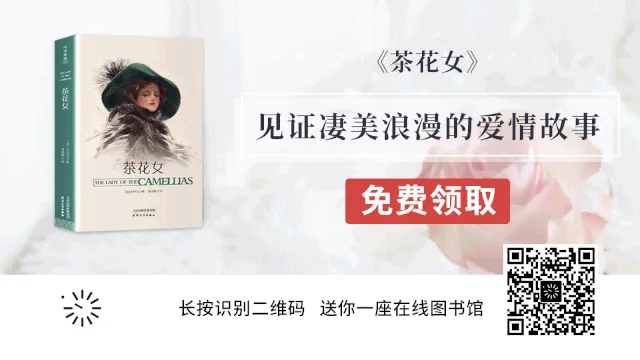 《茶花女》
见证凄美浪漫的爱情故事
免费领取
茶花女
茶花女
THE LADY OF THE CAMELLIAS
长按识别二维码 送你一座在线图书馆